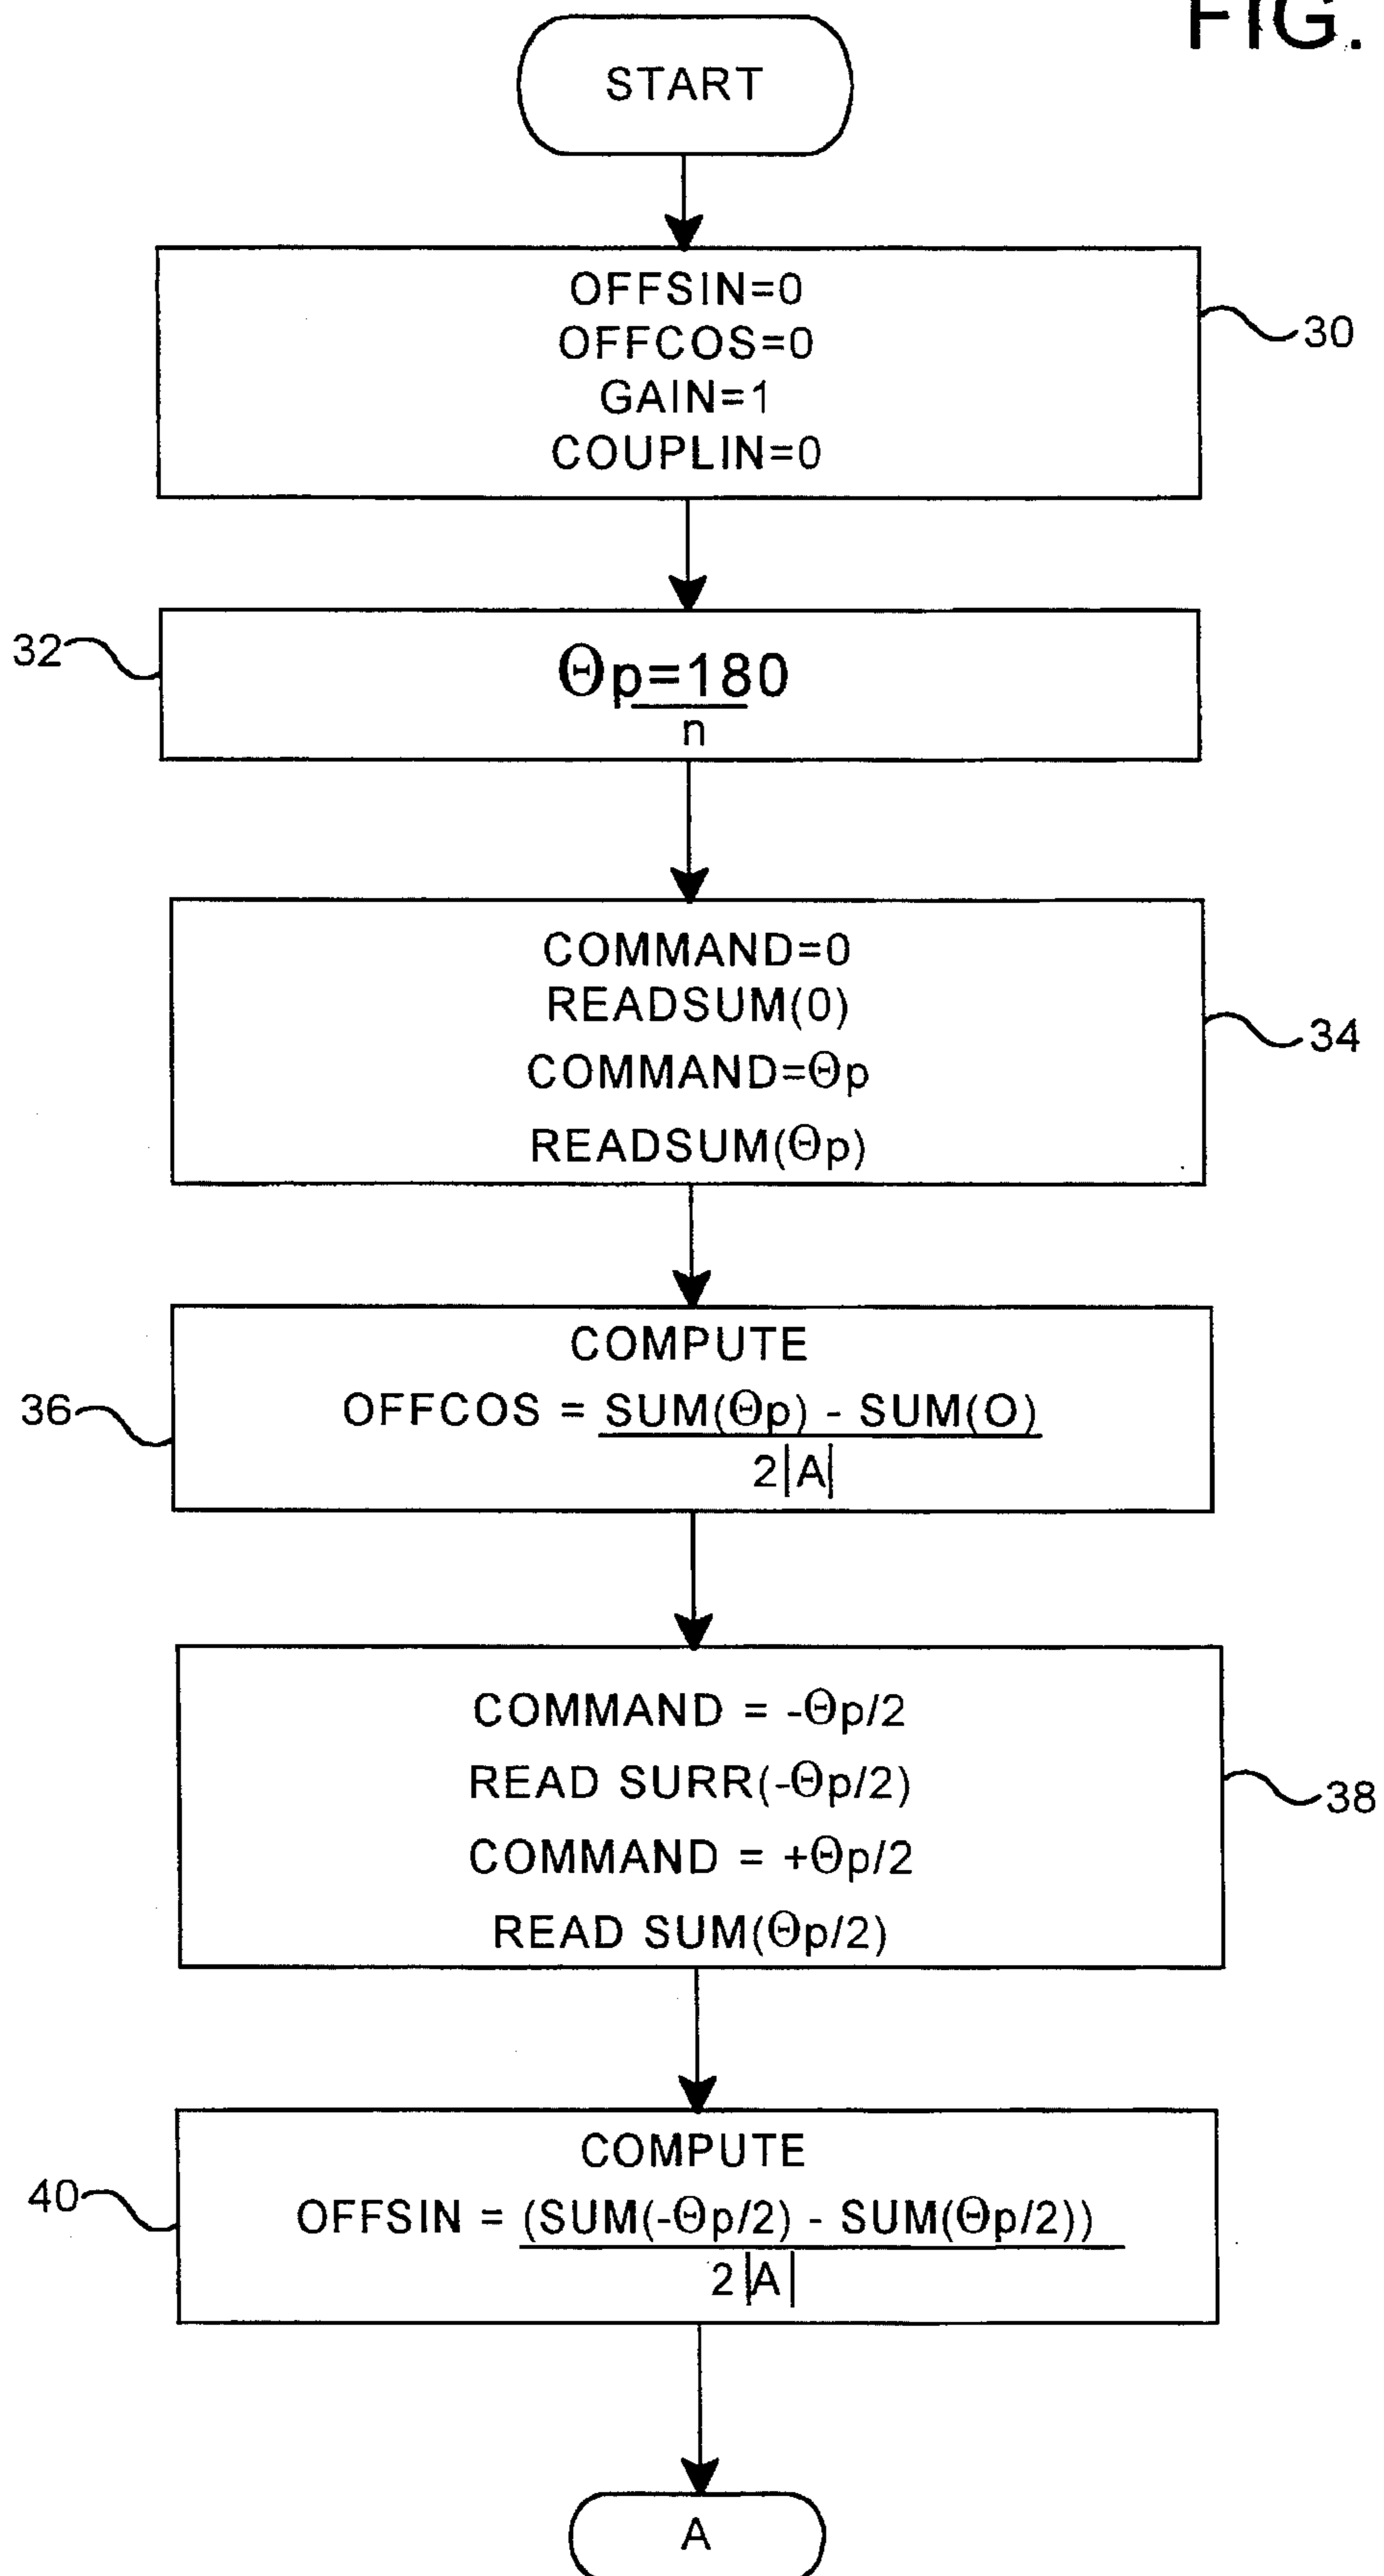 FIG.
START
OFFSIN=0
OFFCOS=0
GAIN=1
COUPLIN=0
30
32
Θp=180
n
COMMAND=0
READSUM(0)
COMMAND=Θp
READSUM(Θp)
34
COMPUTE
36
OFFCOS = SUM(Θp) - SUM(O)
2|A|
COMMAND = -Θp/2
READ SURR(-Θp/2)
COMMAND = +Θp/2
READ SUM(Θp/2)
38
COMPUTE
40
OFFSIN = (SUM(-Θp/2) - SUM(Θp/2))
2|A|
A